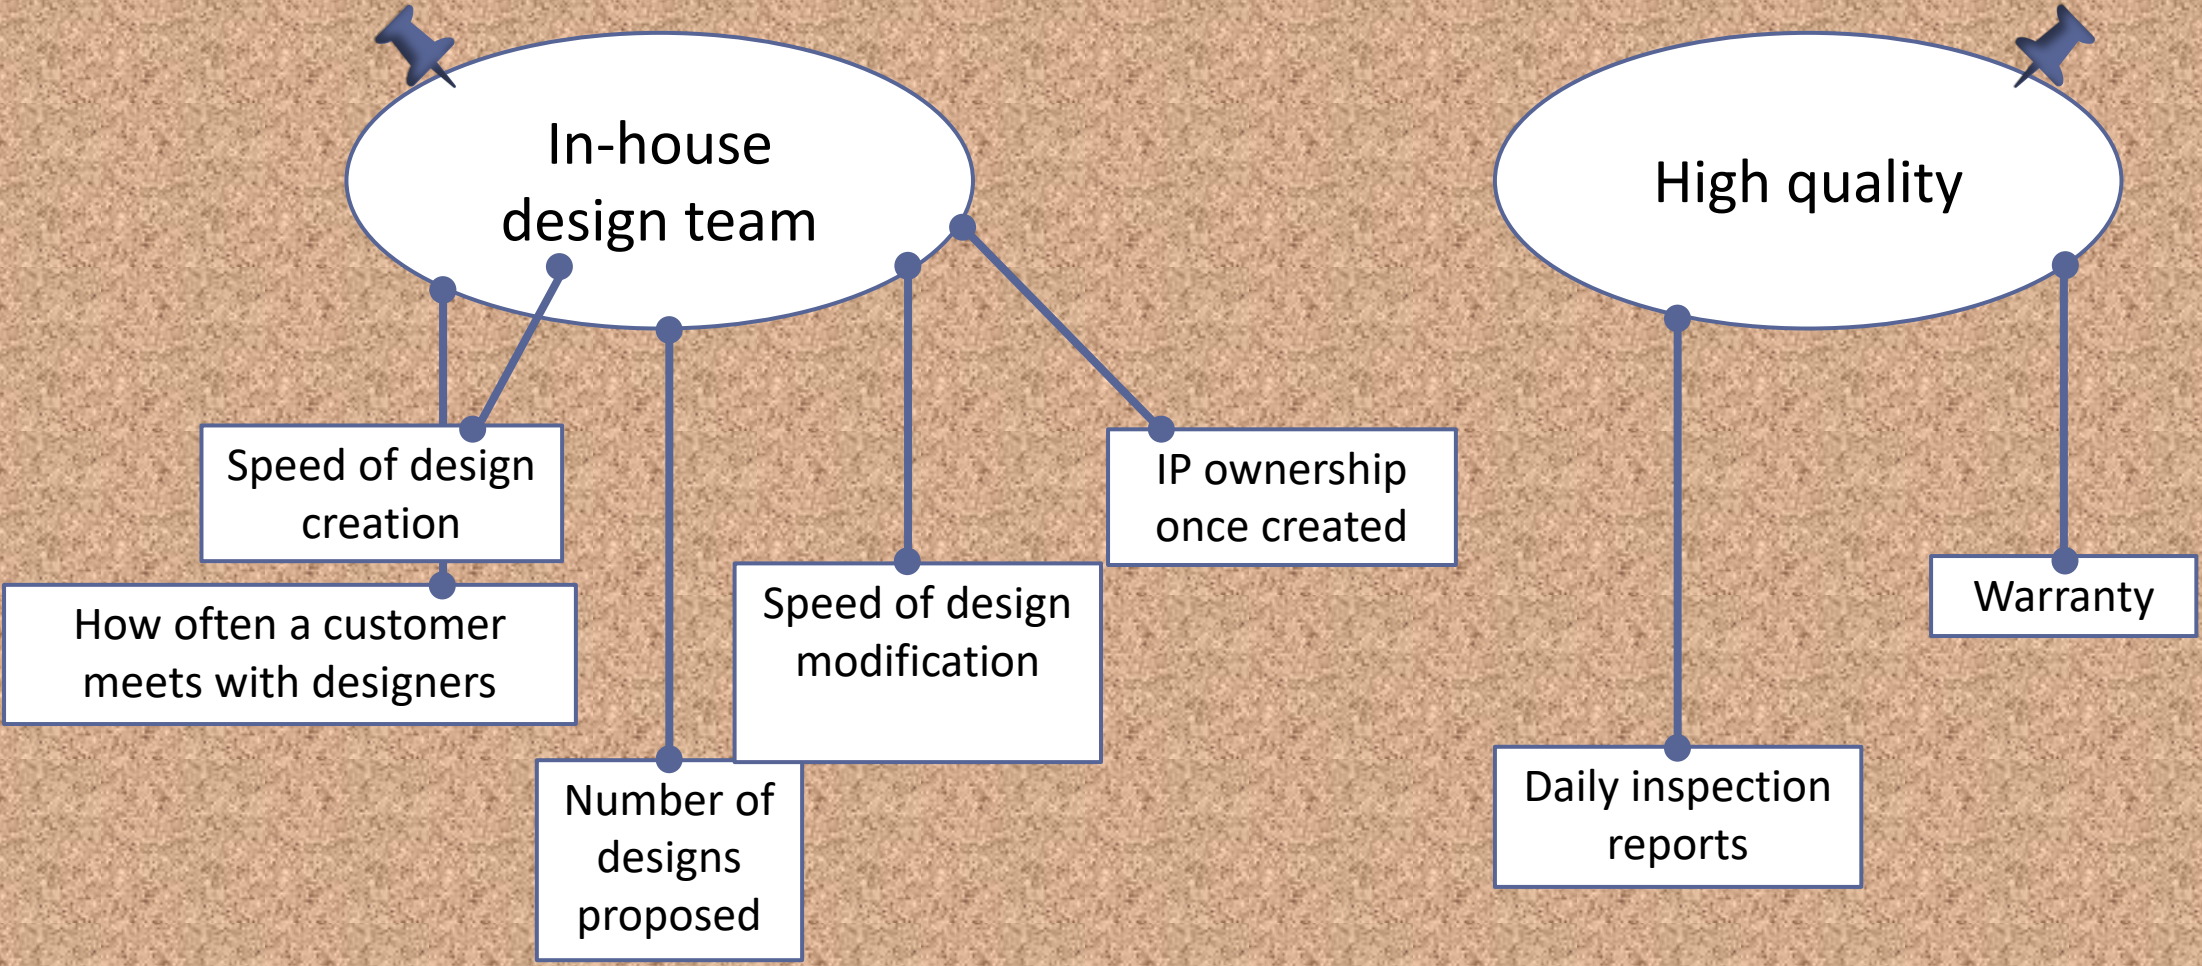 In-house
design team
High quality
Speed of design
creation
IP ownership
once created
How often a customer
meets with designers
Speed of design
modification
Warranty
Number of
designs
proposed
Daily inspection
reports